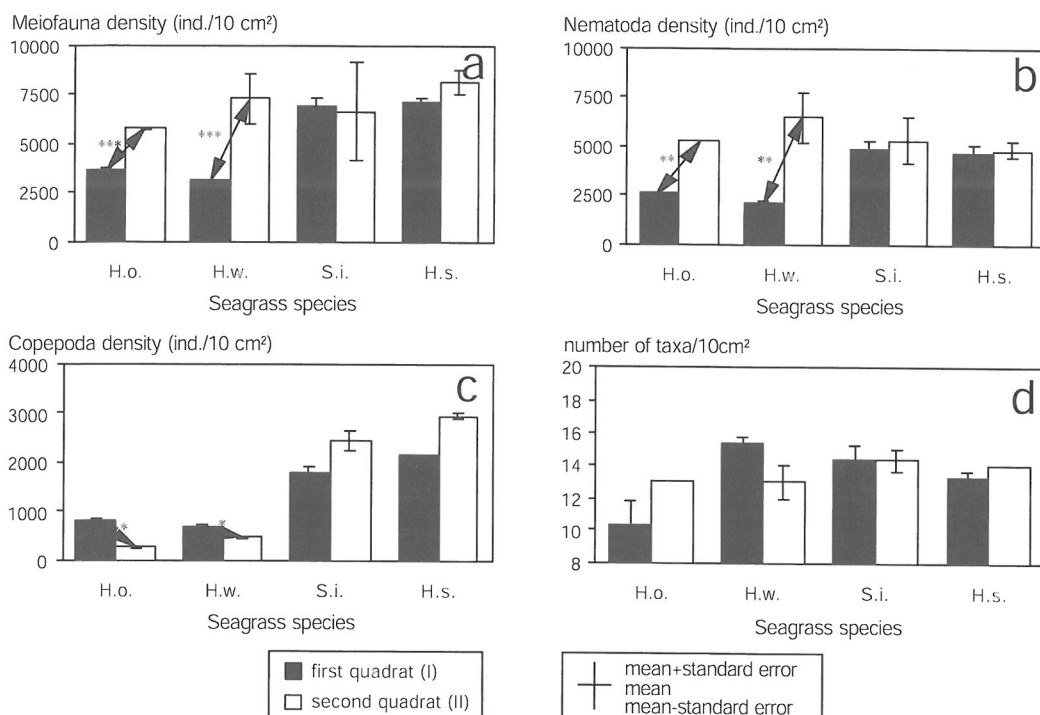 Meiofauna density (ind./10 cm²)
10000
7500
5000
2500
0
a
***
***
H.o.
H.w.
S.i.
H.s.
Seagrass species
Nematoda density (ind./10 cm²)
10000
7500
5000
2500
0
b
**
**
H.o.
H.w.
S.i.
H.s.
Seagrass species
Copepoda density (ind./10 cm²)
4000
3000
2000
1000
0
c
*
*
H.o.
H.w.
S.i.
H.s.
Seagrass species
number of taxa/10cm²
20
18
16
14
12
10
8
d
H.o.
H.w.
S.i.
H.s.
Seagrass species
first quadrat (I)
second quadrat (II)
mean+standard error
mean
mean-standard error